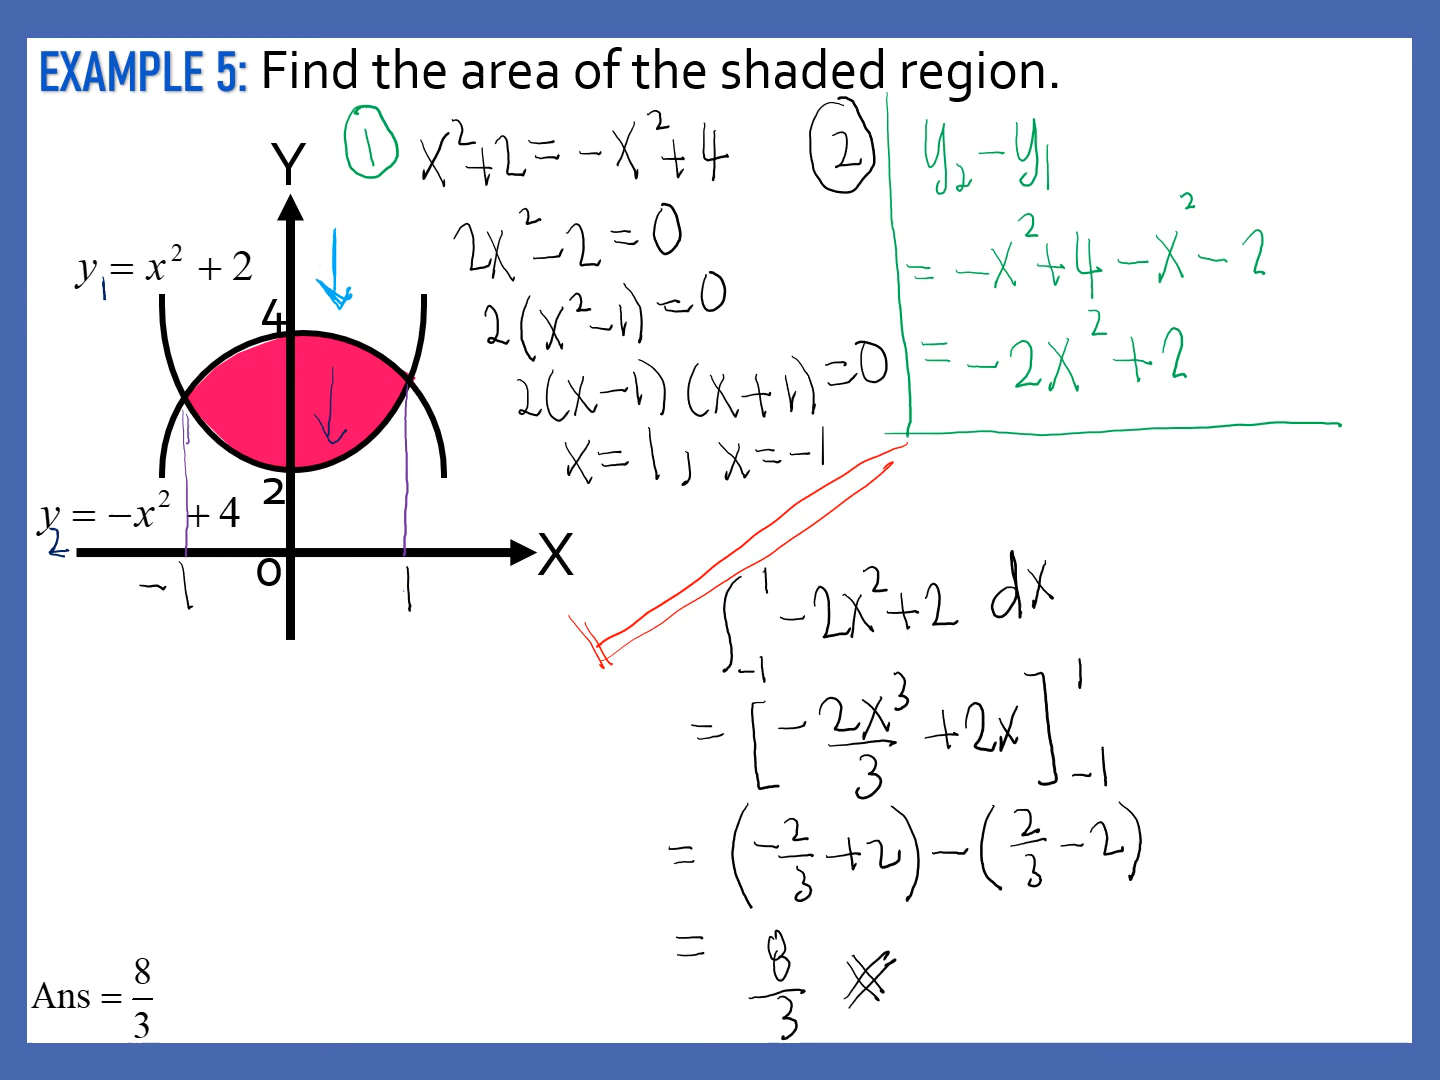 EXAMPLE 5: Find the area of the shaded region.
① x² + 2 = -x² + 4
2x² - 2 = 0
2(x² - 1) = 0
2(x - 1)(x + 1) = 0
x = 1, x = -1
② y₂ - y₁
= -x² + 4 - x² - 2
= -2x² + 2
Y
y₁ = x² + 2
4
2
y₂ = -x² + 4
X
0
-1
1
∫₋₁¹ -2x² + 2 dx
= [-2x³/3 + 2x]₋₁¹
= (-2/3 + 2) - (2/3 - 2)
= 8/3
Ans = 8/3